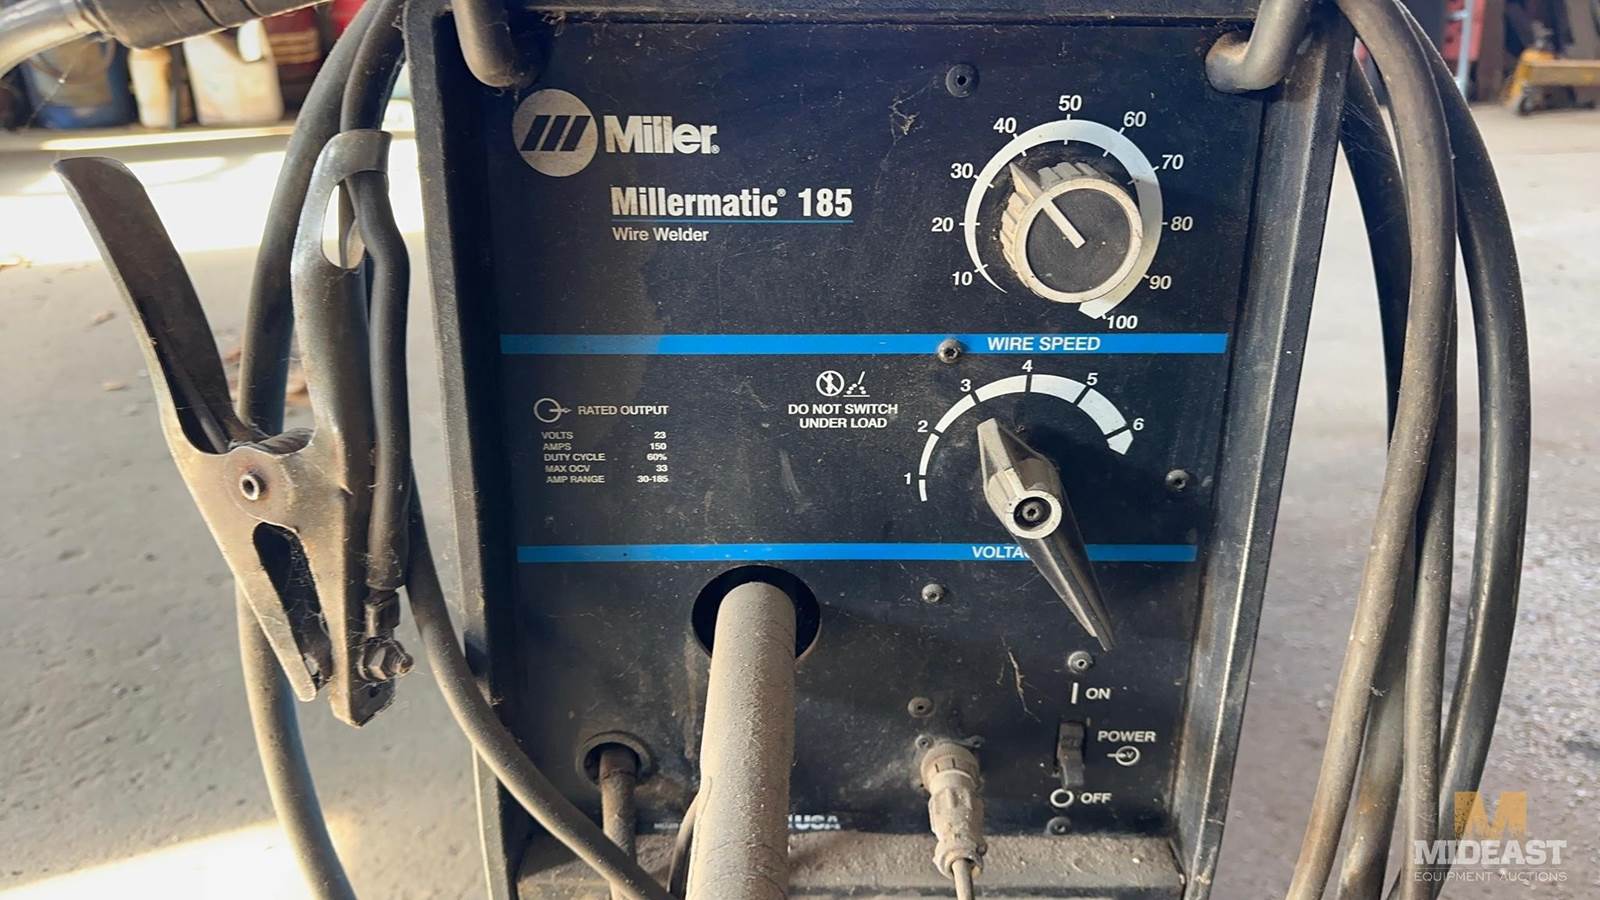 Miller®
Millermatic® 185
Wire Welder
10
20
30
40
50
60
70
80
90
100
WIRE SPEED
RATED OUTPUT
VOLTS 23
AMPS 150
DUTY CYCLE 60%
MAX OCV 33
AMP RANGE 30-185
DO NOT SWITCH
UNDER LOAD
1
2
3
4
5
6
ON
POWER
V
OFF
USA
MIDEAST
EQUIPMENT AUCTIONS